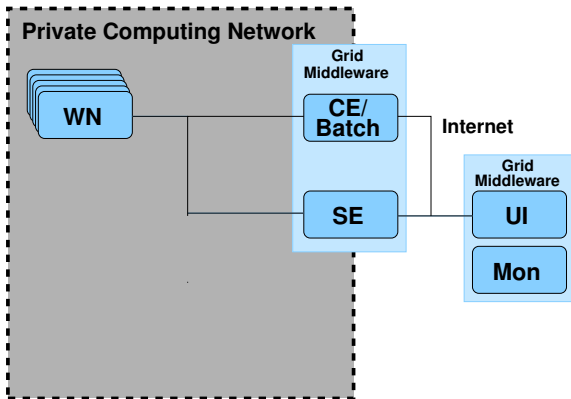 Private Computing Network
Grid
Middleware
WN
CE/
Batch
Internet
SE
Grid
Middleware
UI
Mon